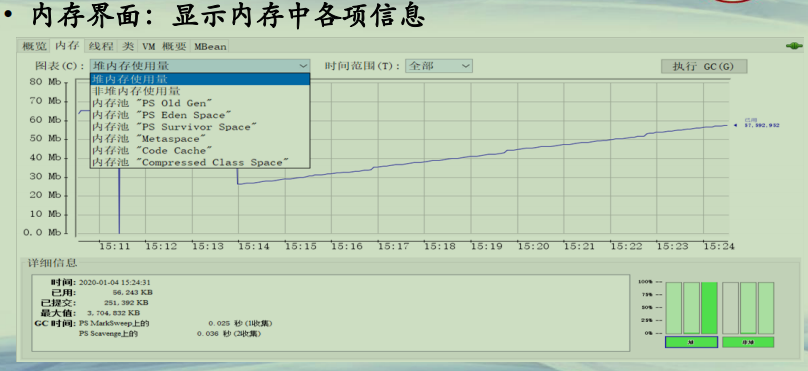 • 内存界面：显示内存中各项信息
概览 内存 线程 类 VM 概要 MBean
图表(C): 堆内存使用量 时间范围(T): 全部 执行 GC(G)
堆内存使用量
非堆内存使用量
内存池 "PS Old Gen"
内存池 "PS Eden Space"
内存池 "PS Survivor Space"
内存池 "Metaspace"
内存池 "Code Cache"
内存池 "Compressed Class Space"
80 Mb
70 Mb
60 Mb
50 Mb
40 Mb
30 Mb
20 Mb
10 Mb
0.0 Mb
已用
57,592,832
15:11 15:12 15:13 15:14 15:15 15:16 15:17 15:18 15:19 15:20 15:21 15:22 15:23 15:24
详细信息
时间: 2020-01-04 15:24:31
已用: 56,243 KB
已提交: 251,392 KB
最大值: 3,704,832 KB
GC 时间: PS MarkSweep上的 0.025 秒 (1收集)
PS Scavenge上的 0.036 秒 (2收集)
100% --
75% --
50% --
25% --
0% --
堆 非堆